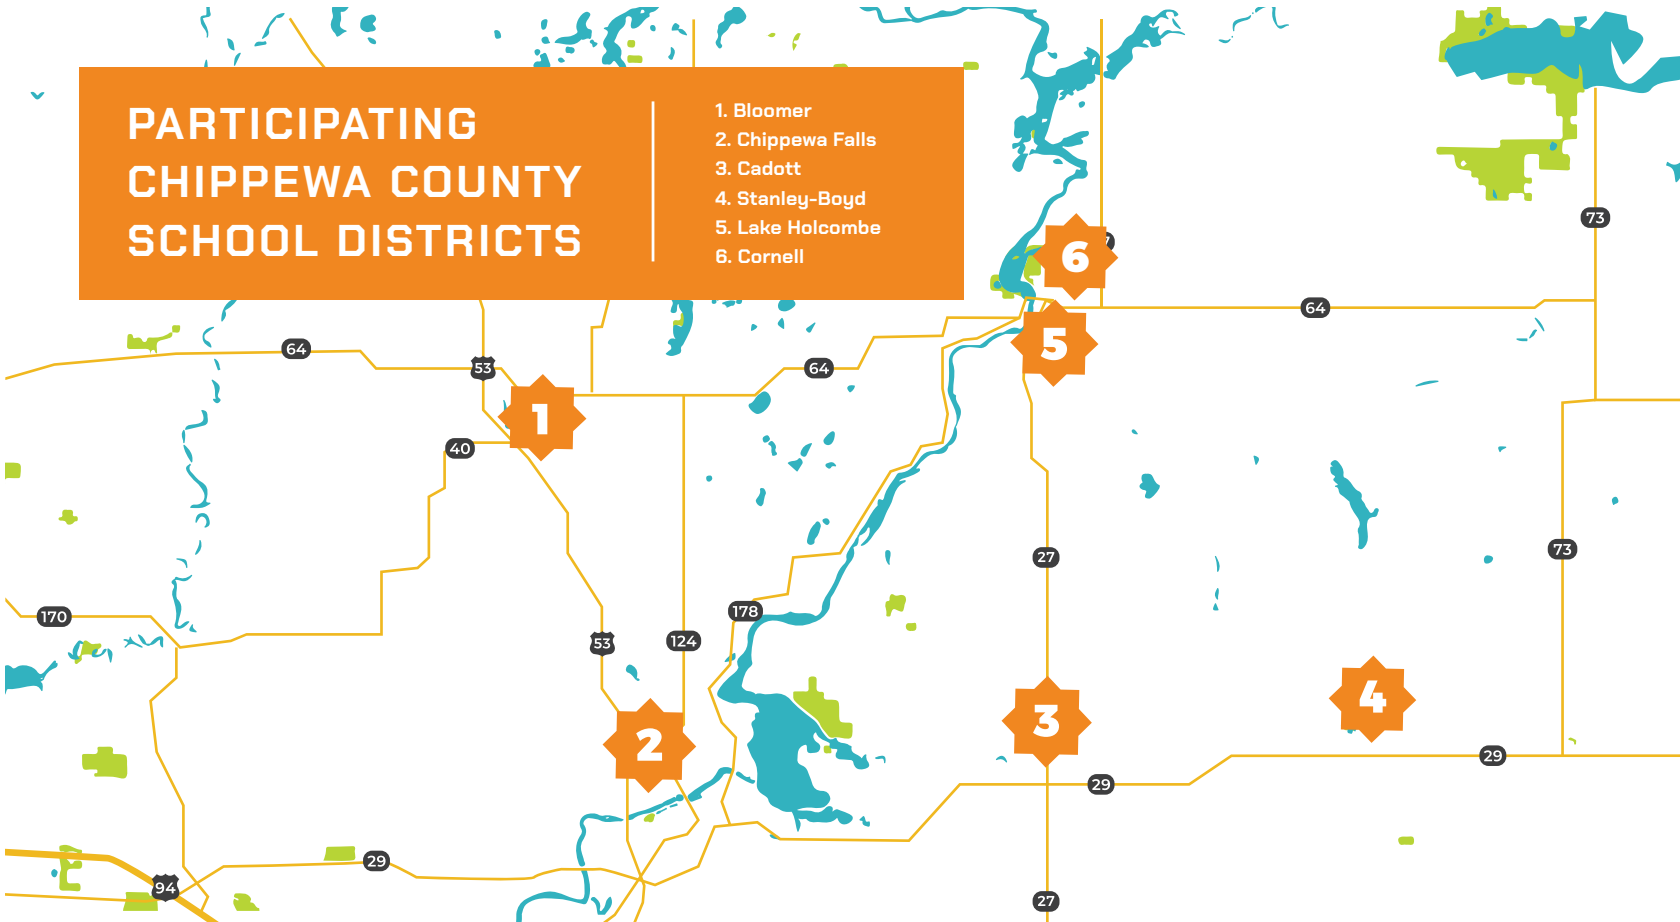 PARTICIPATING
CHIPPEWA COUNTY
SCHOOL DISTRICTS
1. Bloomer
2. Chippewa Falls
3. Cadott
4. Stanley-Boyd
5. Lake Holcombe
6. Cornell
73
6
64
5
64
53
64
1
40
27
73
170
178
53
124
4
3
2
29
29
29
94
27